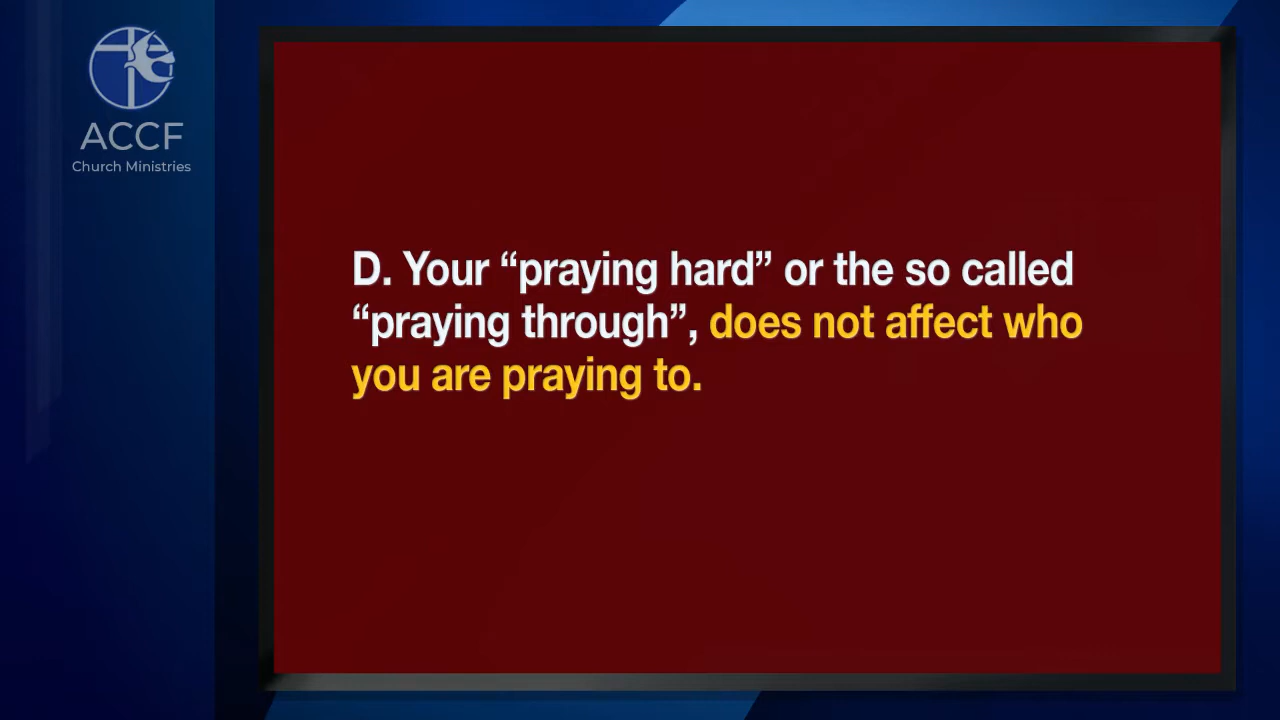 ACCF
Church Ministries
D. Your “praying hard” or the so called
“praying through”, does not affect who
you are praying to.